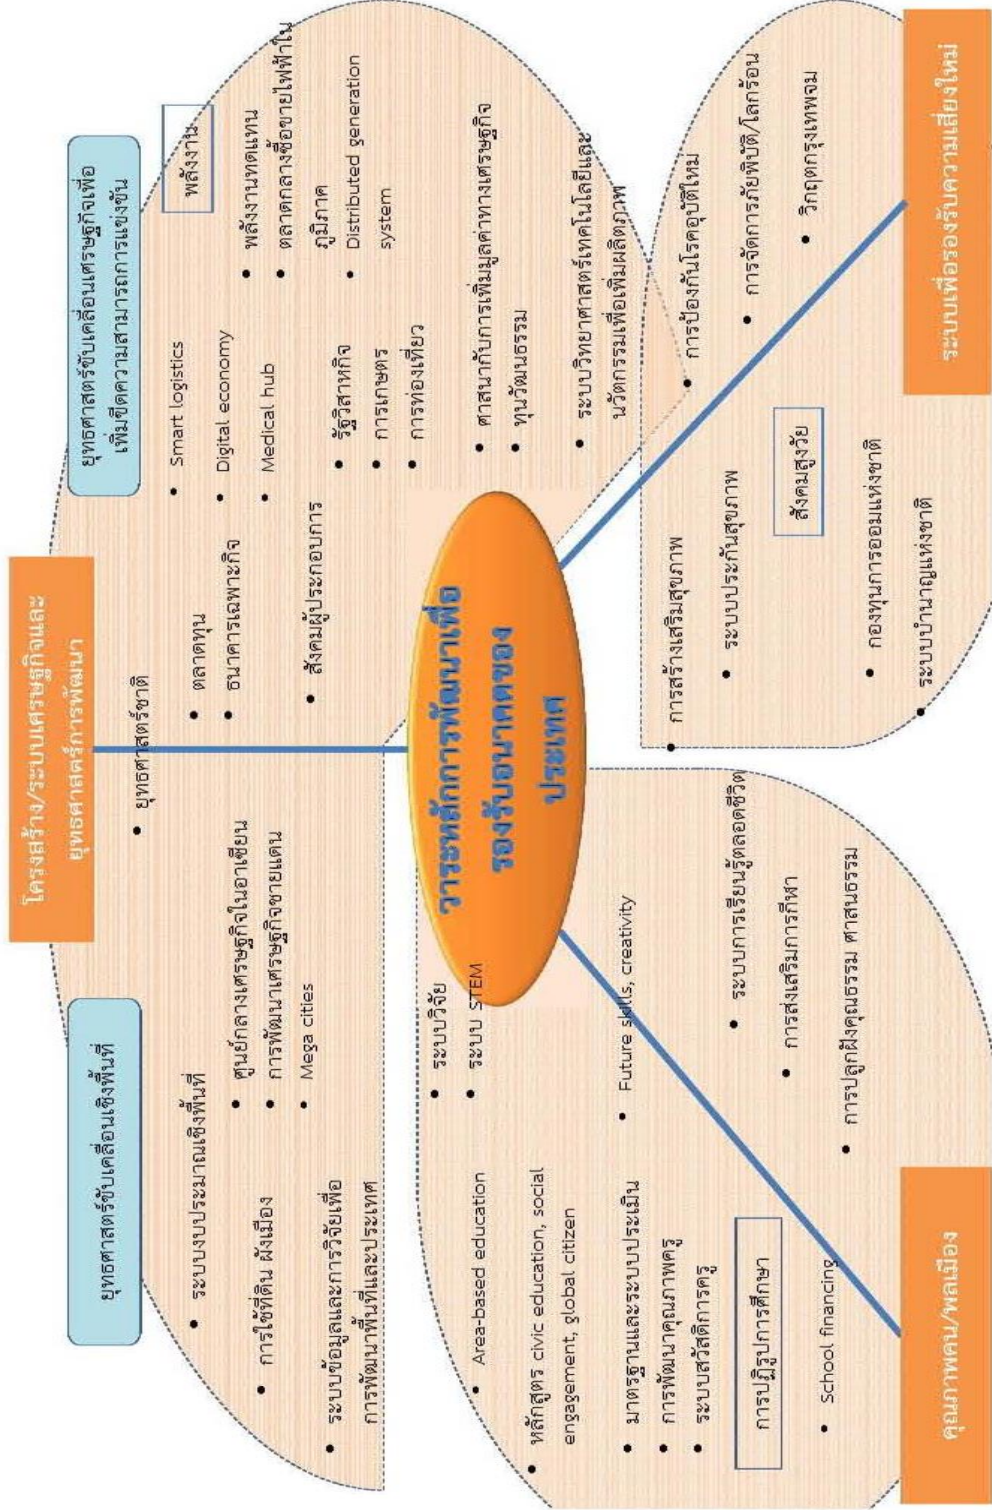 โครงสร้าง/ระบบเศรษฐกิจและ
ยุทธศาสตร์การพัฒนา
ยุทธศาสตร์ขับเคลื่อนเชิงพื้นที่
ยุทธศาสตร์ขับเคลื่อนเศรษฐกิจเพื่อ
เพิ่มขีดความสามารถการแข่งขัน
• ยุทธศาสตร์ชาติ
• ระบบงบประมาณเชิงพื้นที่
• ศูนย์กลางเศรษฐกิจในอาเซียน
• การพัฒนาเศรษฐกิจชายแดน
• Mega cities
• การใช้ที่ดิน ผังเมือง
• ระบบข้อมูลและการวิจัยเพื่อ
การพัฒนาพื้นที่และประเทศ
• ตลาดทุน
• ธนาคารเฉพาะกิจ
• สังคมผู้ประกอบการ
• Smart logistics
• Digital economy
• Medical hub
• รัฐวิสาหกิจ
• การเกษตร
• การท่องเที่ยว
พลังงาน
• พลังงานทดแทน
• ตลาดกลางซื้อขายไฟฟ้าใน
ภูมิภาค
• Distributed generation
system
• ศาสนากับการเพิ่มมูลค่าทางเศรษฐกิจ
• ทุนวัฒนธรรม
• ระบบวิทยาศาสตร์เทคโนโลยีและ
นวัตกรรมเพื่อเพิ่มผลิตภาพ
วาระหลักการพัฒนาเพื่อ
รองรับอนาคตของ
ประเทศ
• ระบบวิจัย
• ระบบ STEM
• Area-based education
• หลักสูตร civic education, social
engagement, global citizen
• Future skills, creativity
• มาตรฐานและระบบประเมิน
• การพัฒนาคุณภาพครู
• ระบบสวัสดิการครู
การปฏิรูปการศึกษา
• School financing
• ระบบการเรียนรู้ตลอดชีวิต
• การส่งเสริมการกีฬา
• การปลูกฝังคุณธรรม ศาสนธรรม
คุณภาพคน/พลเมือง
• การสร้างเสริมสุขภาพ
• ระบบประกันสุขภาพ
• การป้องกันโรคอุบัติใหม่
• การจัดการภัยพิบัติ/โลกร้อน
• วิกฤตกรุงเทพจม
สังคมสูงวัย
• กองทุนการออมแห่งชาติ
• ระบบบำนาญแห่งชาติ
ระบบเพื่อรองรับความเสี่ยงใหม่